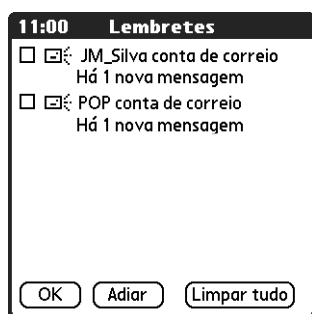 11:00 Lembretes
JM_Silva conta de correio
Há 1 nova mensagem
POP conta de correio
Há 1 nova mensagem
OK Adiar Limpar tudo